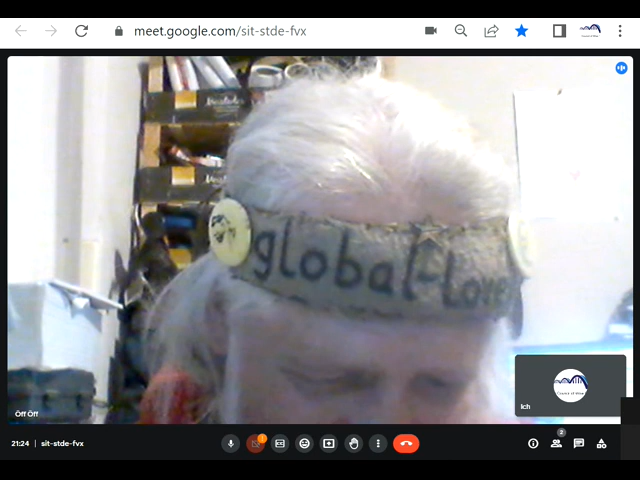 meet.google.com/sit-stde-fvx
global-Love
Öff Öff
Ich
21:24 | sit-stde-fvx
2